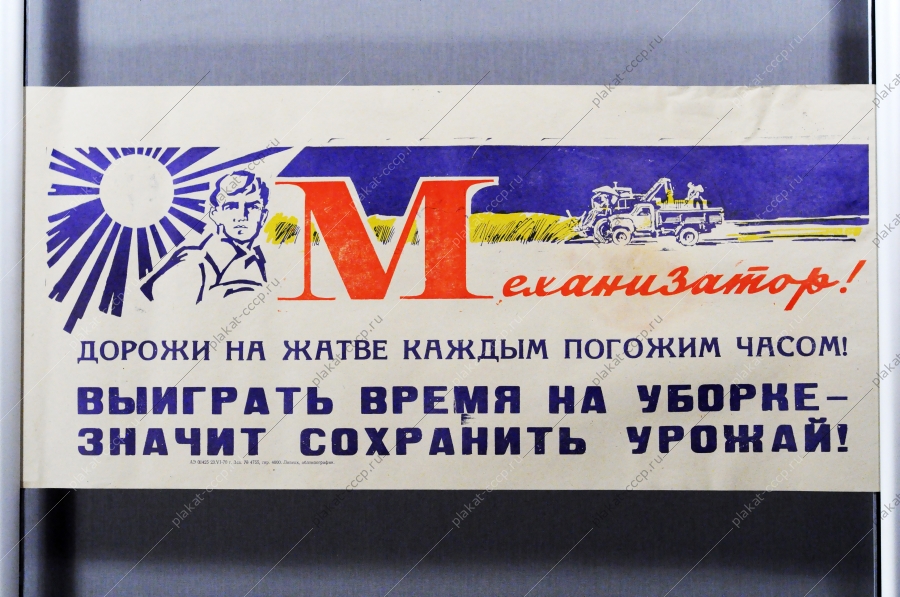 Механизатор!
ДОРОЖИ НА ЖАТВЕ КАЖДЫМ ПОГОЖИМ ЧАСОМ!
ВЫИГРАТЬ ВРЕМЯ НА УБОРКЕ–
ЗНАЧИТ СОХРАНИТЬ УРОЖАЙ!
plakat-cccp.ru